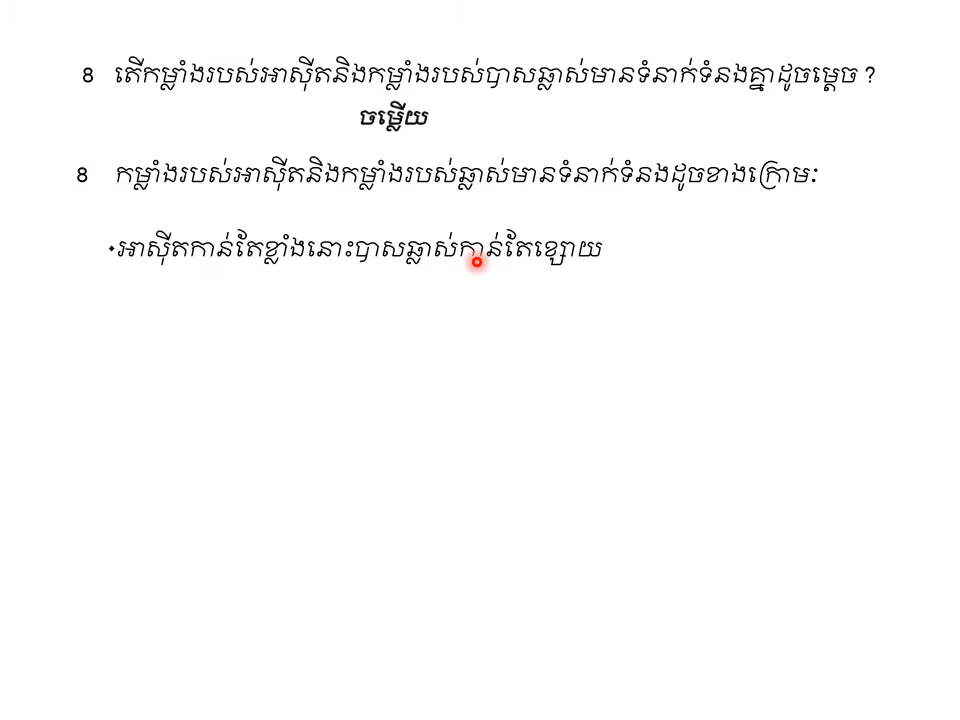 8 តើកម្លាំងរបស់អាស៊ីតនិងកម្លាំងរបស់បាសឆ្លាស់មានទំនាក់ទំនងគ្នាដូចម្តេច ?
ចម្លើយ
8 កម្លាំងរបស់អាស៊ីតនិងកម្លាំងរបស់ឆ្លាស់មានទំនាក់ទំនងដូចខាងក្រោមៈ
•អាស៊ីតកាន់តែខ្លាំងនោះបាសឆ្លាស់កាន់តែខ្សោយ